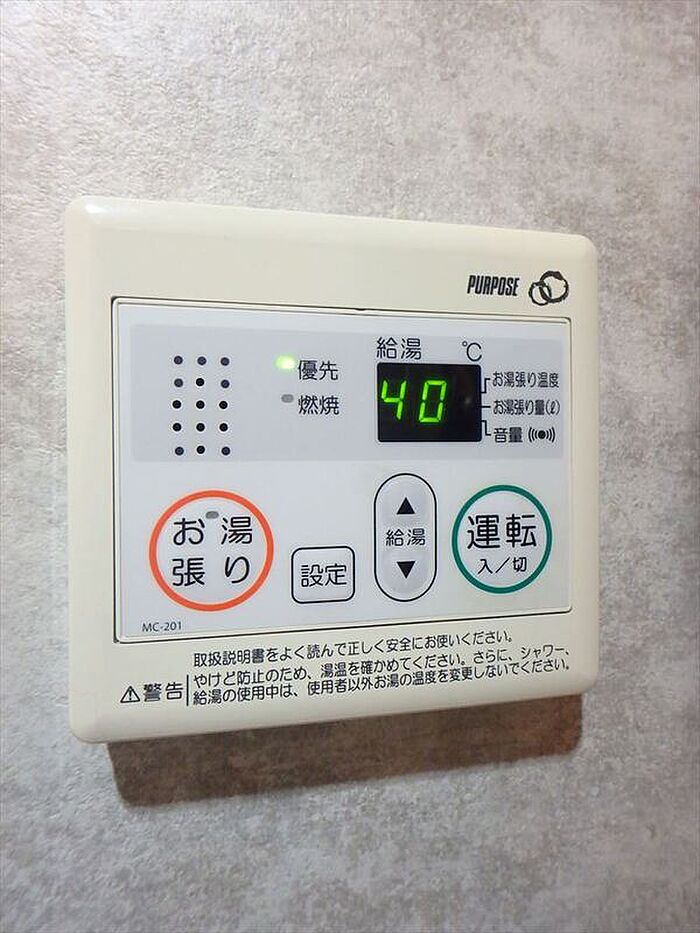 PURPOSE
給湯 ℃
優先
燃焼
40
お湯張り温度
お湯張り量(ℓ)
音量
お湯
張り
設定
▲
給湯
▼
運転
入／切
MC-201
取扱説明書をよく読んで正しく安全にお使いください。
⚠警告
やけど防止のため、湯温を確かめてください。さらに、シャワー、
給湯の使用中は、使用者以外お湯の温度を変更しないでください。